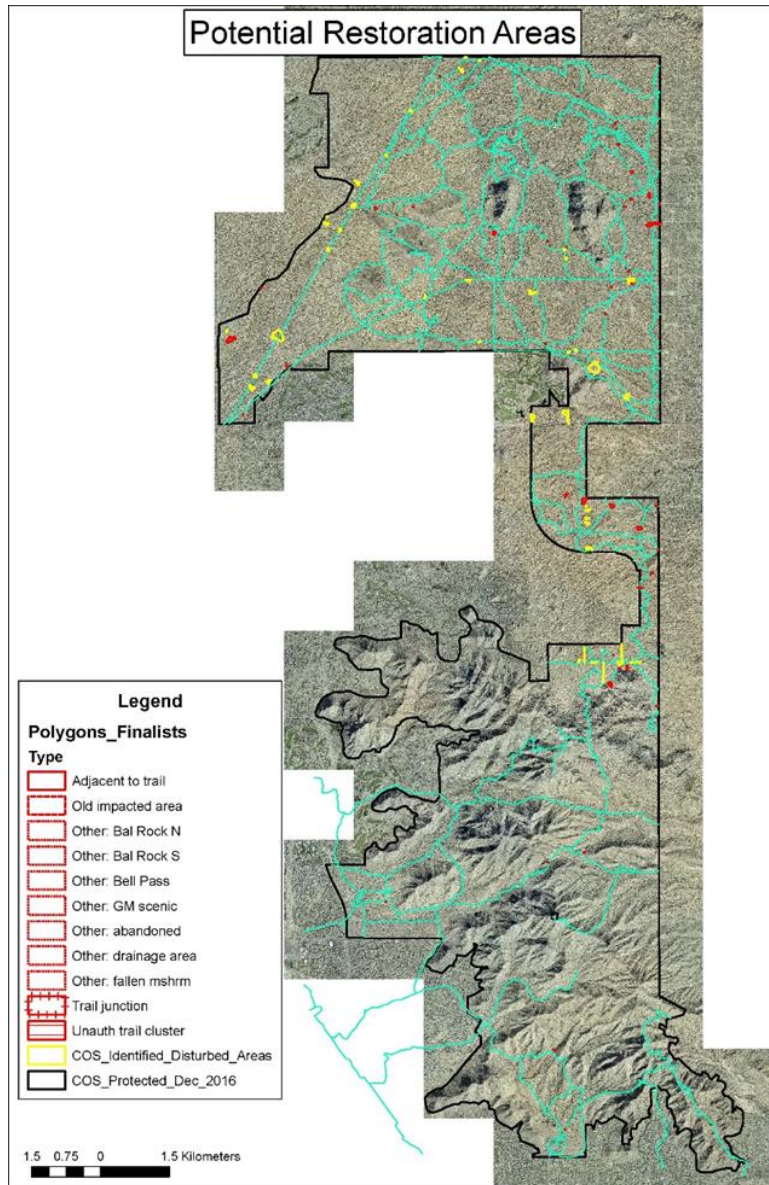 Potential Restoration Areas
Legend
Polygons_Finalists
Type
Adjacent to trail
Old impacted area
Other: Bal Rock N
Other: Bal Rock S
Other: Bell Pass
Other: GM scenic
Other: abandoned
Other: drainage area
Other: fallen mshrm
Trail junction
Unauth trail cluster
COS_Identified_Disturbed_Areas
COS_Protected_Dec_2016
1.5 0.75 0 1.5 Kilometers